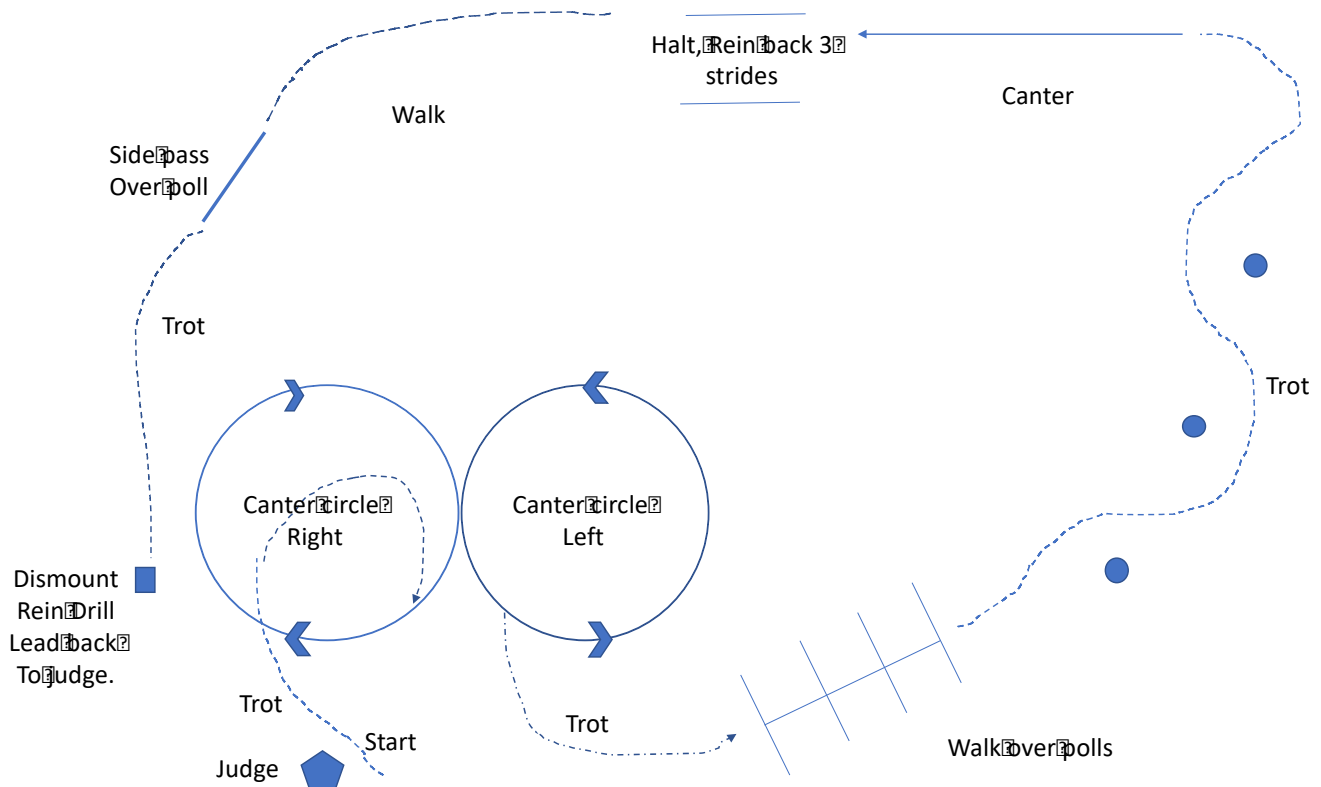 Halt, Rein back 3
strides
Walk
Canter
Side pass
Over poll
Trot
Trot
Canter circle
Right
Canter circle
Left
Dismount
Rein Drill
Lead back
To judge.
Trot
Start
Trot
Judge
Walk over polls